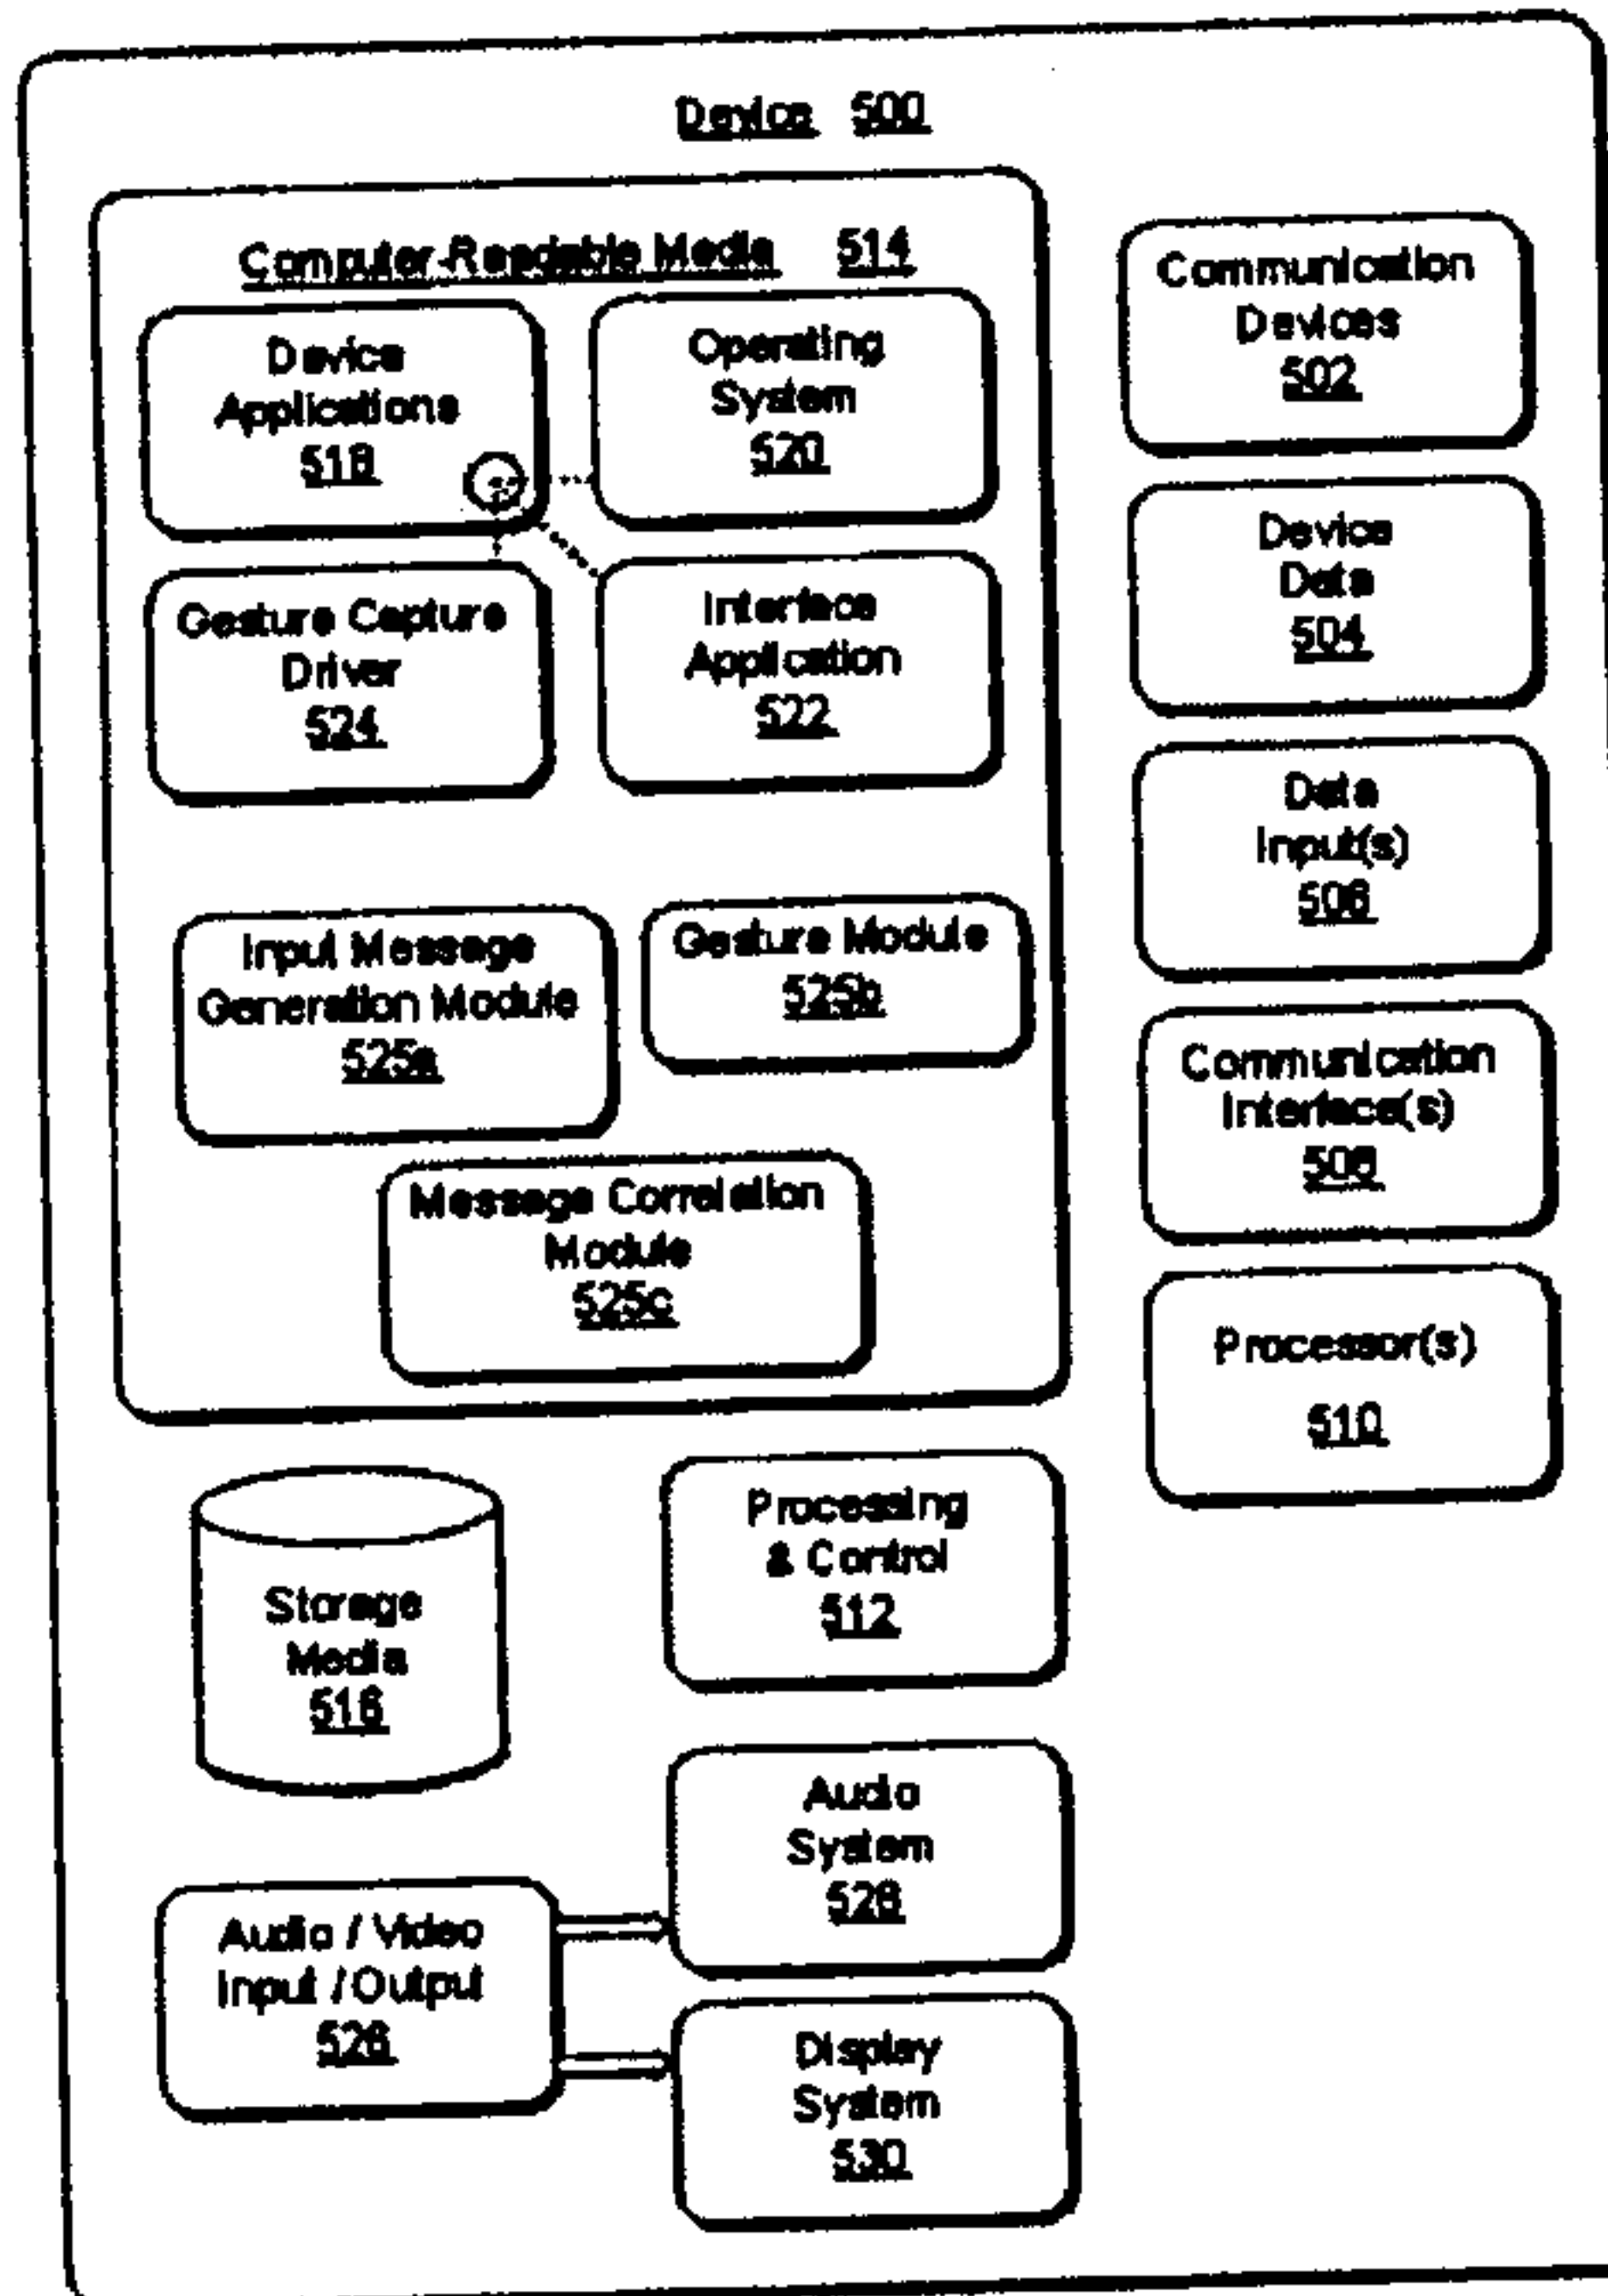 Device 500
Computer-Readable Media 514
Device
Applications
518
Operating
System
520
Gesture Capture
Driver
524
Interface
Application
522
Input Message
Generation Module
525a
Gesture Module
525b
Message Correlation
Module
525c
Communication
Devices
502
Device
Data
504
Data
Input(s)
506
Communication
Interface(s)
508
Processor(s)
510
Storage
Media
516
Processing
& Control
512
Audio / Video
Input / Output
526
Audio
System
528
Display
System
530